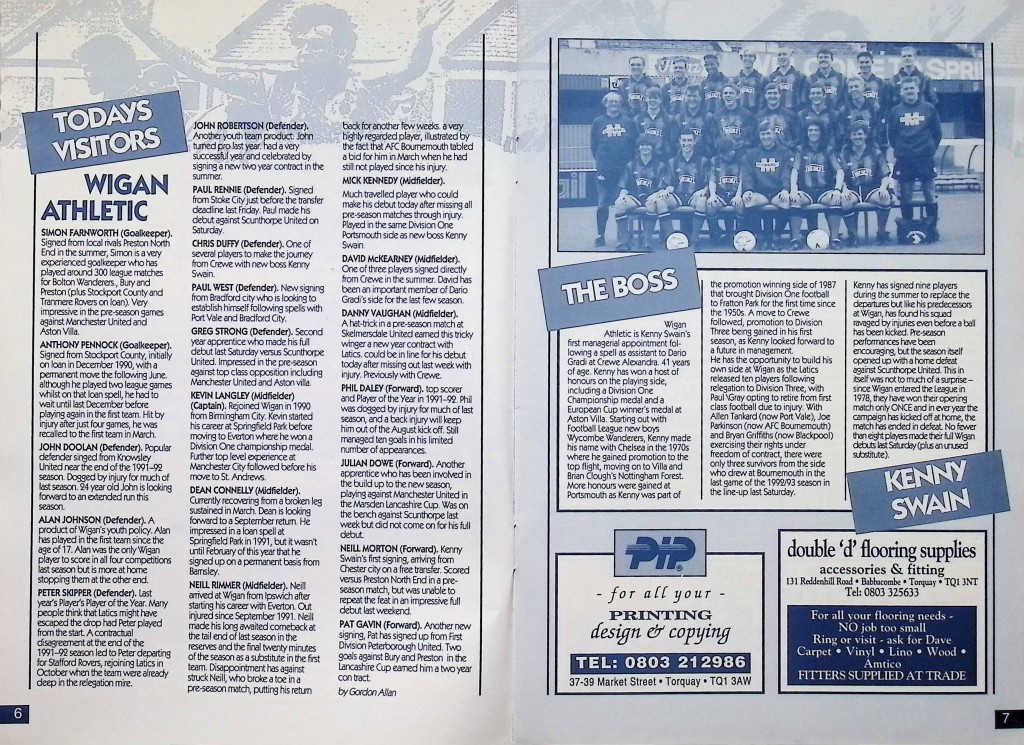 TODAYS
VISITORS
WIGAN
ATHLETIC
SIMON FARNWORTH (Goalkeeper).
Signed from local rivals Preston North
End in the summer, Simon is a very
experienced goalkeeper who has
played around 300 league matches
for Bolton Wanderers., Bury and
Preston (plus Stockport County and
Tranmere Rovers on loan). Very
impressive in the pre-season games
against Manchester United and
Aston Villa.
ANTHONY PENNOCK (Goalkeeper).
Signed from Stockport County, initially
on loan in December 1990, with a
permanent move the following June.
although he played two league games
whilst on that loan spell, he had to
wait until last December before
playing again in the first team. Hit by
injury after just four games, he was
recalled to the first team in March.
JOHN DOOLAN (Defender). Popular
defender singed from Knowsley
United near the end of the 1991-92
season. Dogged by injury for much of
last season. 24 year old John is looking
forward to an extended run this
season.
ALAN JOHNSON (Defender). A
product of Wigan's youth policy. Alan
has played in the first team since the
age of 17. Alan was the only Wigan
player to score in all four competitions
last season but is more at home
stopping them at the other end.
PETER SKIPPER (Defender). Last
year's Player's Player of the Year. Many
people think that Latics might have
escaped the drop had Peter played
from the start. A contractual
disagreement at the end of the
1991-92 season led to Peter departing
for Stafford Rovers, rejoining Latics in
October when the team were already
deep in the relegation mire.
6
JOHN ROBERTSON (Defender).
Another youth team product. John
turned pro last year. had a very
successful year and celebrated by
signing a new two year contract in the
summer.
PAUL RENNIE (Defender). Signed
from Stoke City just before the transfer
deadline last Friday. Paul made his
debut against Scunthorpe United on
Saturday.
CHRIS DUFFY (Defender). One of
several players to make the journey
from Crewe with new boss Kenny
Swain.
PAUL WEST (Defender). New signing
from Bradford city who is looking to
establish himself following spells with
Port Vale and Bradford City.
GREG STRONG (Defender). Second
year apprentice who made his full
debut last Saturday versus Scunthorpe
United. Impressed in the pre-season
against top class opposition including
Manchester United and Aston villa.
KEVIN LANGLEY (Midfielder)
(Captain). Rejoined Wigan in 1990
from Birmingham City. Kevin started
his career at Springfield Park before
moving to Everton where he won a
Division One championship medal.
Further top level experience at
Manchester City followed before his
move to St. Andrews.
DEAN CONNELLY (Midfielder).
Currently recovering from a broken leg
sustained in March. Dean is looking
forward to a September return. He
impressed in a loan spell at
Springfield Park in 1991, but it wasn't
until February of this year that he
signed up on a permanent basis from
Barnsley.
NEILL RIMMER (Midfielder). Neill
arrived at Wigan from Ipswich after
starting his career with Everton. Out
injured since September 1991. Neill
made his long awaited comeback at
the tail end of last season in the
reserves and the final twenty minutes
of the season as a substitute in the first
team. Disappointment has against
struck Neill, who broke a toe in a
pre-season match, putting his return
back for another few weeks. a very
highly regarded player, illustrated by
the fact that AFC Bournemouth tabled
a bid for him in March when he had
still not played since his injury.
MICK KENNEDY (Midfielder).
Much travelled player who could
make his debut today after missing all
pre-season matches through injury.
Played in the same Division One
Portsmouth side as new boss Kenny
Swain.
DAVID McKEARNEY (Midfielder).
One of three players signed directly
from Crewe in the summer. David has
been an important member of Dario
Gradi's side for the last few season.
DANNY VAUGHAN (Midfielder).
A hat-trick in a pre-season match at
Skelmersdale United earned this tricky
winger a new year contract with
Latics. could be in line for his debut
today after missing out last week with
injury. Previously with Crewe.
PHIL DALEY (Forward). top scorer
and Player of the Year in 1991-92. Phil
was dogged by injury for much of last
season, and a back injury will keep
him out of the August kick off. Still
managed ten goals in his limited
number of appearances.
JULIAN DOWE (Forward). Another
apprentice who has been involved in
the build up to the new season,
playing against Manchester United in
the Marsden Lancashire Cup. Was on
the bench against Scunthorpe last
week but did not come on for his full
debut.
NEILL MORTON (Forward). Kenny
Swain's first signing, arriving from
Chester city on a free transfer. Scored
versus Preston North End in a pre-
season match, but was unable to
repeat the feat in an impressive full
debut last weekend.
PAT GAVIN (Forward). Another new
signing, Pat has signed up from First
Division Peterborough United. Two
goals against Bury and Preston in the
Lancashire Cup earned him a two year
con tract.
by Gordon Allan
THE BOSS
Wigan
Athletic is Kenny Swain's
first managerial appointment fol-
lowing a spell as assistant to Dario
Gradi at Crewe Alexandra. 41 years
of age. Kenny has won a host of
honours on the playing side,
including a Division One
Championship medal and a
European Cup winner's medal at
Aston Villa. Starting out with
Football League new boys
Wycombe Wanderers, Kenny made
his name with Chelsea in the 1970s
where he gained promotion to the
top flight, moving on to Villa and
Brian Clough's Nottingham Forest.
More honours were gained at
Portsmouth as Kenny was part of
the promotion winning side of 1987
that brought Division One football
to Fratton Park for the first time since
the 1950s. A move to Crewe
followed, promotion to Division
Three being gained in his first
season, as Kenny looked forward to
a future in management.
He has the opportunity to build his
own side at Wigan as the Latics
released ten players following
relegation to Division Three, with
Paul 'Gray opting to retire from first
class football due to injury. With
Allen Tankard (now Port Vale), Joe
Parkinson (now AFC Bournemouth)
and Bryan Griffiths (now Blackpool)
exercising their rights under
freedom of contract, there were
only three survivors from the side
who drew at Bournemouth in the
last game of the 1992/93 season in
the line-up last Saturday.
Kenny has signed nine players
during the summer to replace the
departures but like his predecessors
at Wigan, has found his squad
ravaged by injuries even before a ball
has been kicked. Pre-season
performances have been
encouraging, but the season itself
opened up with a home defeat
against Scunthorpe United. This in
itself was not to much of a surprise –
since Wigan entered the League in
1978, they have won their opening
match only ONCE and in ever year the
campaign has kicked off at home, the
match has ended in defeat. No fewer
than eight players made their full Wigan
debuts last Saturday (plus an unused
substitute).
KENNY
SWAIN
PIP
- for all your -
PRINTING
design & copying
TEL: 0803 212986
37-39 Market Street • Torquay • TQ1 3AW
double 'd' flooring supplies
accessories & fitting
131 Reddenhill Road • Babbacombe • Torquay • TQ1 3NT
Tel: 0803 325633
For all your flooring needs -
NO job too small
Ring or visit - ask for Dave
Carpet • Vinyl • Lino • Wood •
Amtico
FITTERS SUPPLIED AT TRADE
7